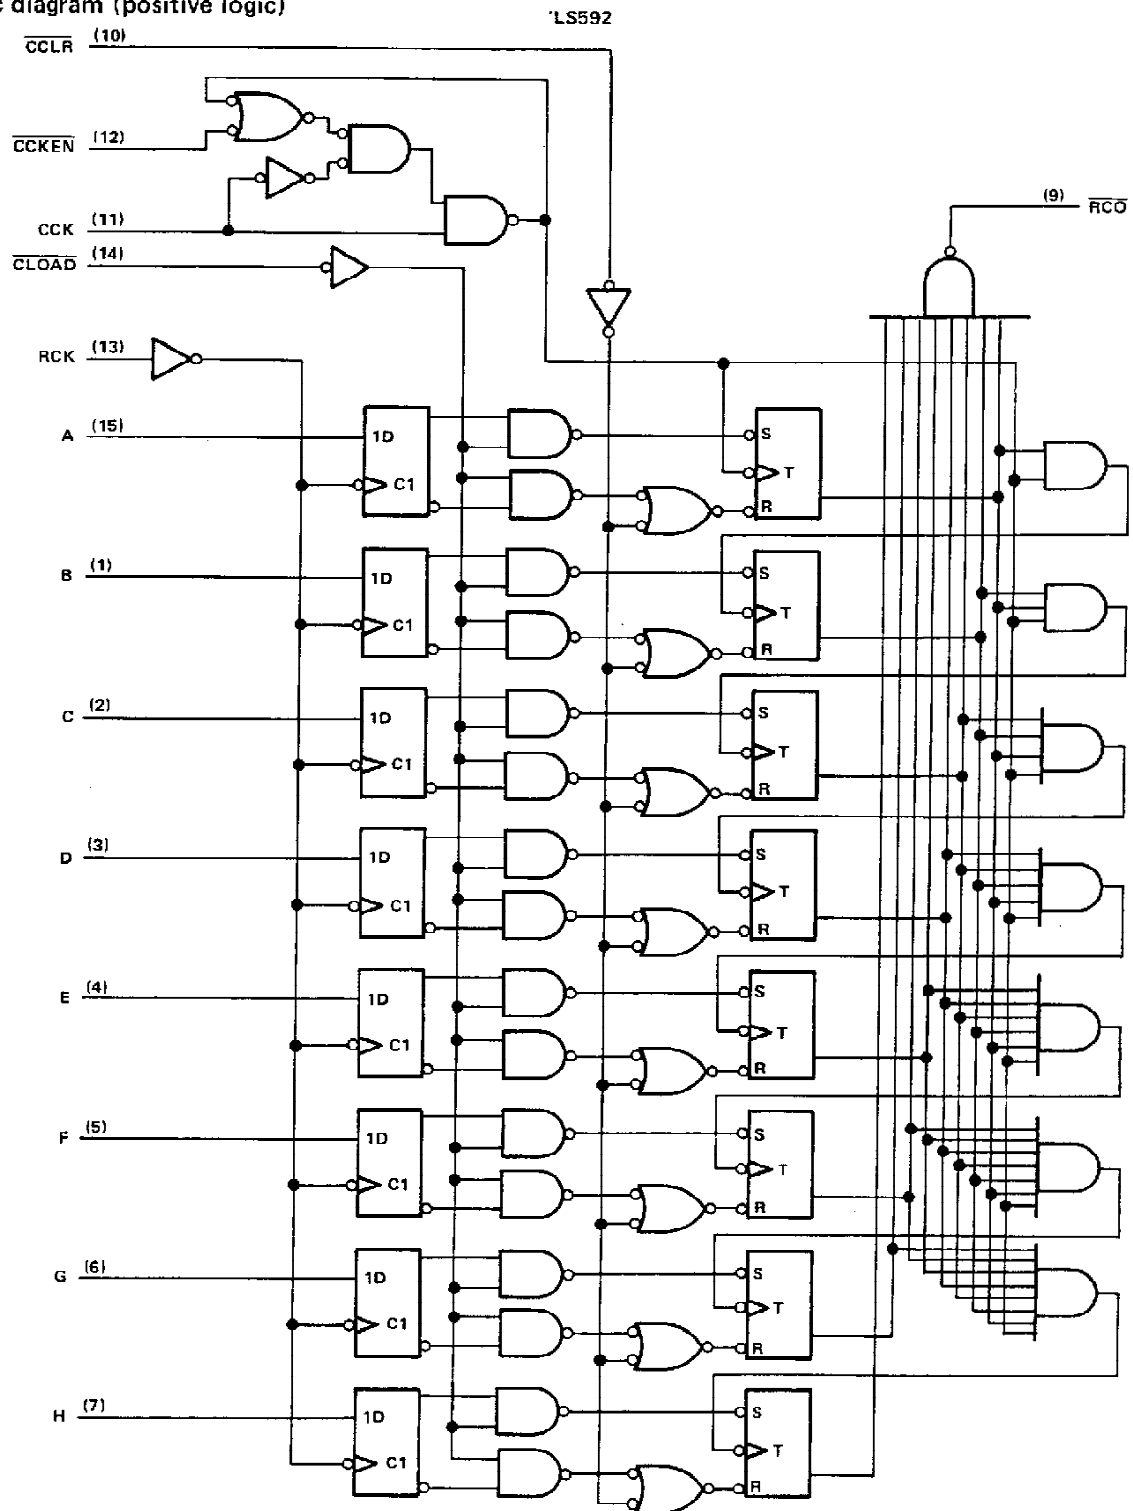 c diagram (positive logic)
'LS592
CCLR (10)
CCKEN (12)
CCK (11)
CLOAD (14)
(9) RCO
RCK (13)
A (15) 1D C1 S T R
B (1) 1D C1 S T R
C (2) 1D C1 S T R
D (3) 1D C1 S T R
E (4) 1D C1 S T R
F (5) 1D C1 S T R
G (6) 1D C1 S T R
H (7) 1D C1 S T R